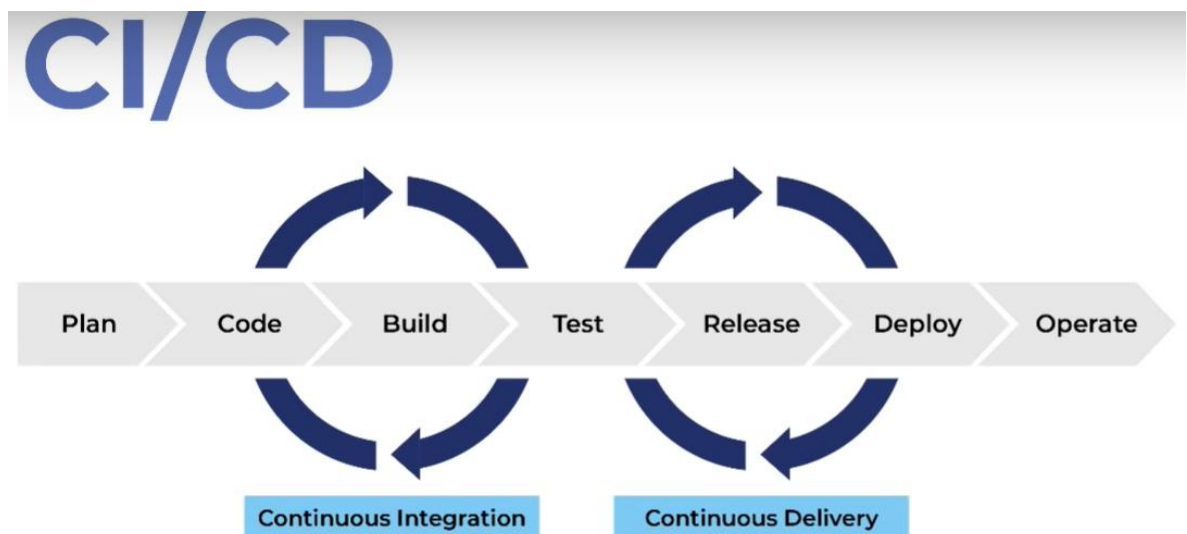 CI/CD
Plan Code Build Test Release Deploy Operate
Continuous Integration Continuous Delivery